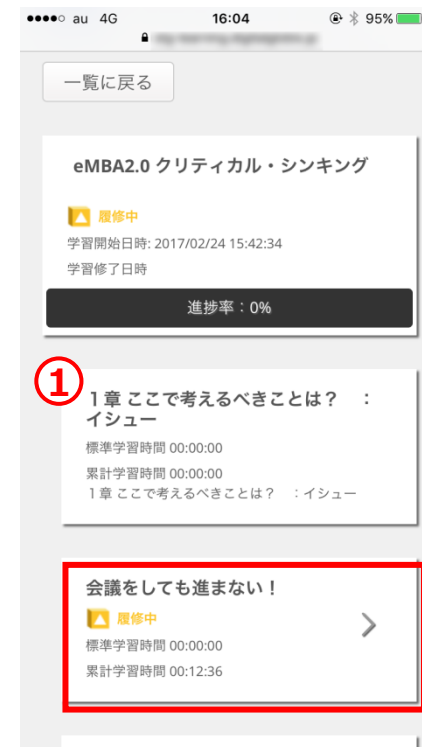 au 4G 16:04 95%
一覧に戻る
eMBA2.0 クリティカル・シンキング
履修中
学習開始日時: 2017/02/24 15:42:34
学習修了日時
進捗率：0%
①
1章 ここで考えるべきことは？　：
イシュー
標準学習時間 00:00:00
累計学習時間 00:00:00
1章 ここで考えるべきことは？　：イシュー
会議をしても進まない！
履修中
標準学習時間 00:00:00
累計学習時間 00:12:36